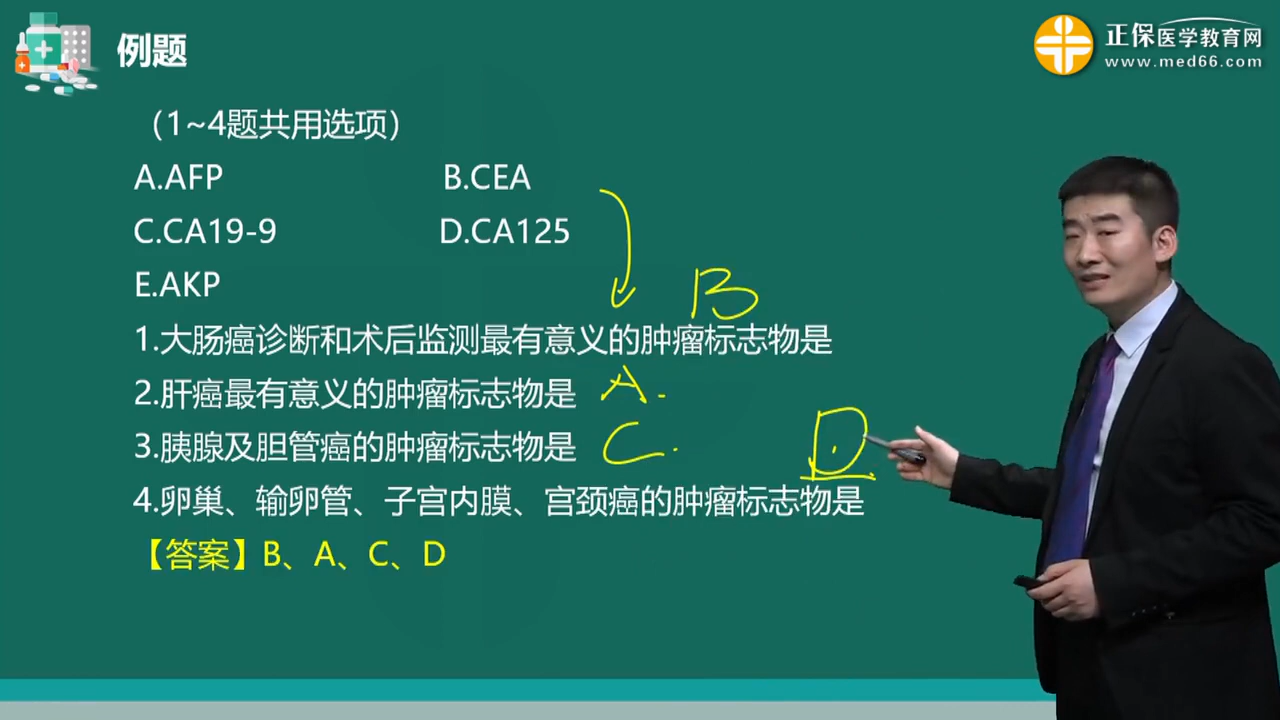 例题
正保医学教育网
www.med66.com
（1~4题共用选项）
A.AFP B.CEA
C.CA19-9 D.CA125
E.AKP
B
1.大肠癌诊断和术后监测最有意义的肿瘤标志物是
2.肝癌最有意义的肿瘤标志物是 A.
3.胰腺及胆管癌的肿瘤标志物是 C. D.
4.卵巢、输卵管、子宫内膜、宫颈癌的肿瘤标志物是
【答案】B、A、C、D